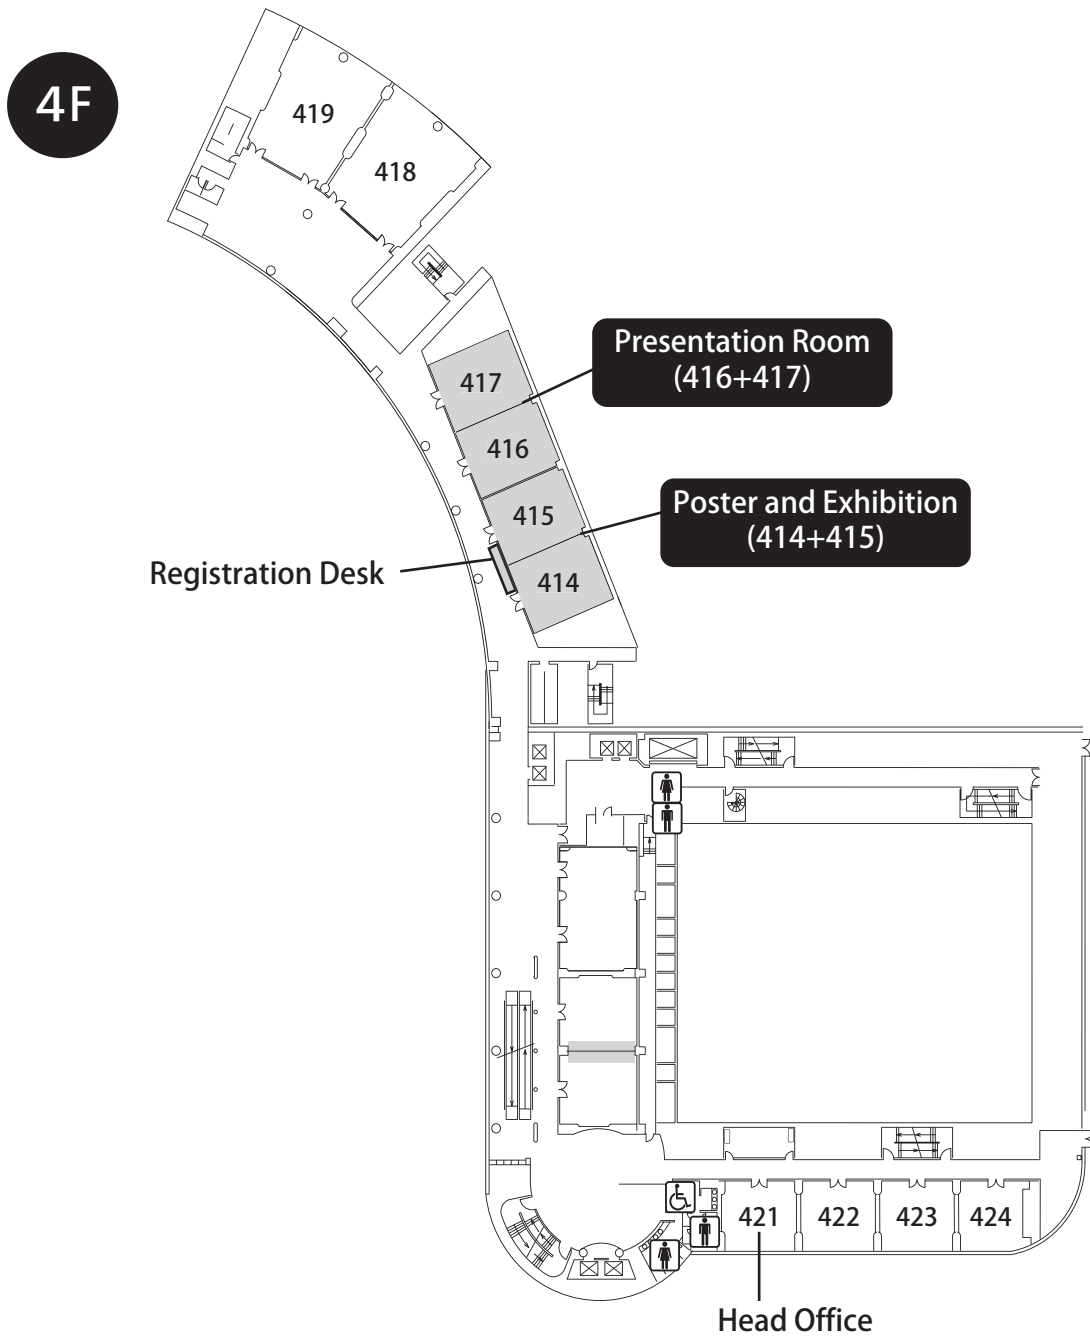 4F
419
418
417
Presentation Room
(416+417)
416
415
Poster and Exhibition
(414+415)
Registration Desk
414
421
422
423
424
Head Office